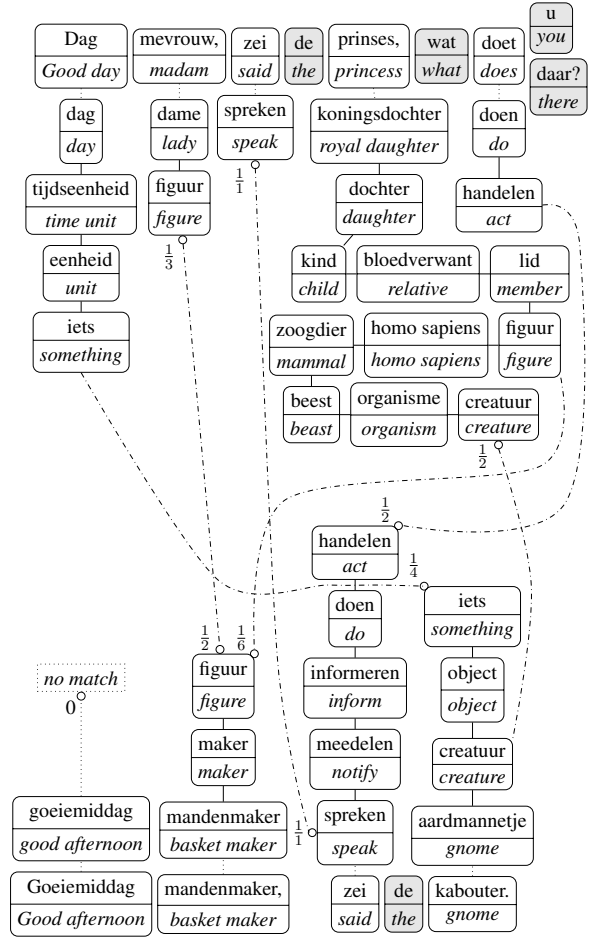 Dag mevrouw, zei de prinses, wat doet u
Good day madam said the princess what does you
daar?
there
dag dame spreken koningsdochter doen
day lady speak royal daughter do
tijdseenheid figuur dochter handelen
time unit figure daughter act
1/1
1/3
eenheid kind bloedverwant lid
unit child relative member
iets zoogdier homo sapiens figuur
something mammal homo sapiens figure
beest organisme creatuur
beast organism creature
1/2
1/2
handelen
act
1/4
doen iets
do something
1/2 1/6
figuur informeren object
figure inform object
no match
0
maker meedelen creatuur
maker notify creature
goeiemiddag mandenmaker spreken aardmannetje
good afternoon basket maker speak gnome
1/1
Goeiemiddag mandenmaker, zei de kabouter.
Good afternoon basket maker said the gnome